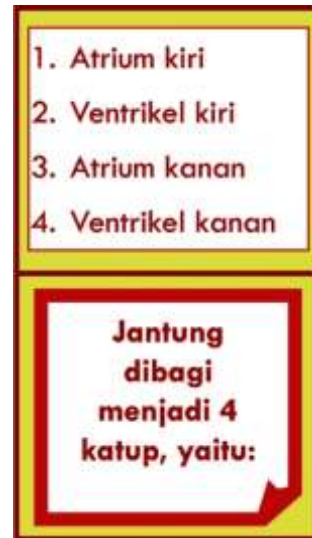 1. Atrium kiri
2. Ventrikel kiri
3. Atrium kanan
4. Ventrikel kanan
Jantung
dibagi
menjadi 4
katup, yaitu: